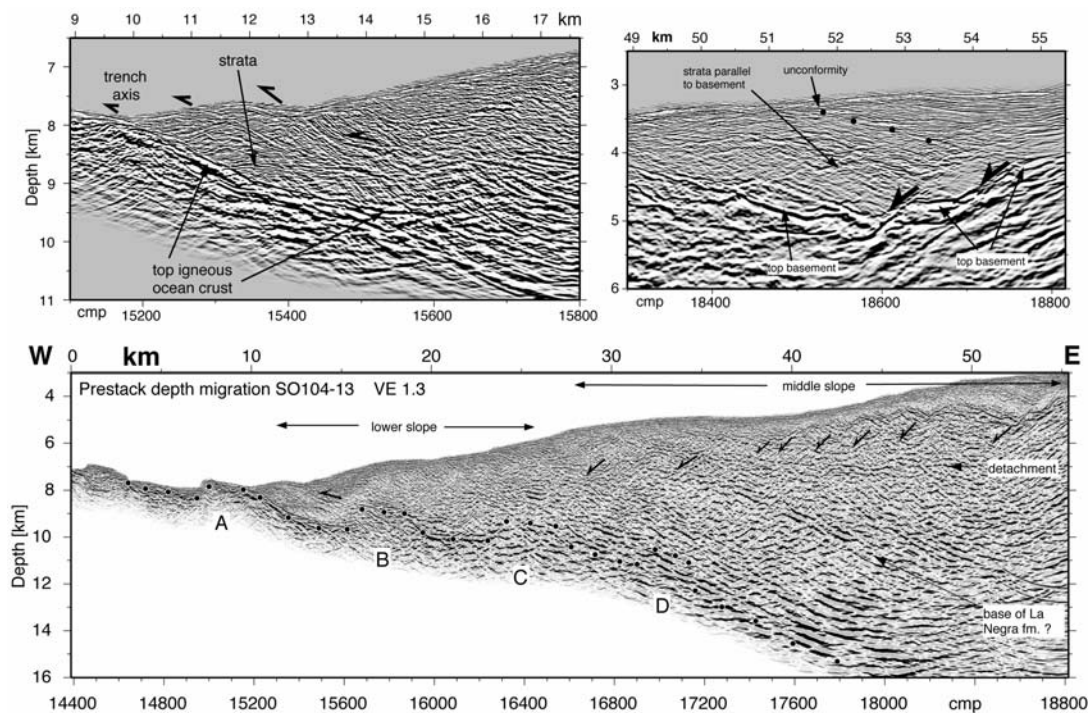 9 10 11 12 13 14 15 16 17 km
7
8
9
10
11
Depth [km]
trench
axis
strata
top igneous
ocean crust
cmp
15200 15400 15600 15800
49 km 50 51 52 53 54 55
3
4
5
6
strata parallel
to basement
unconformity
top basement
top basement
cmp
18400 18600 18800
W 0 km 10 20 30 40 50 E
Prestack depth migration SO104-13 VE 1.3
middle slope
lower slope
detachment
4
6
8
10
12
14
16
Depth [km]
A
B
C
D
base of La
Negra fm. ?
14400 14800 15200 15600 16000 16400 16800 17200 17600 18000 cmp 18800